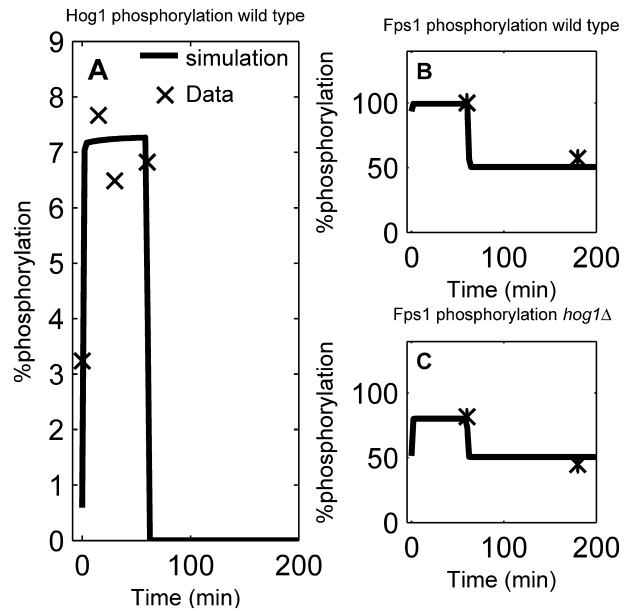 Hog1 phosphorylation wild type
9
8
7
6
5
4
3
2
1
0
%phosphorylation
A
simulation
Data
0
100
200
Time (min)
Fps1 phosphorylation wild type
B
100
50
0
%phosphorylation
0
100
200
Time (min)
Fps1 phosphorylation hog1Δ
C
100
50
0
%phosphorylation
0
100
200
Time (min)